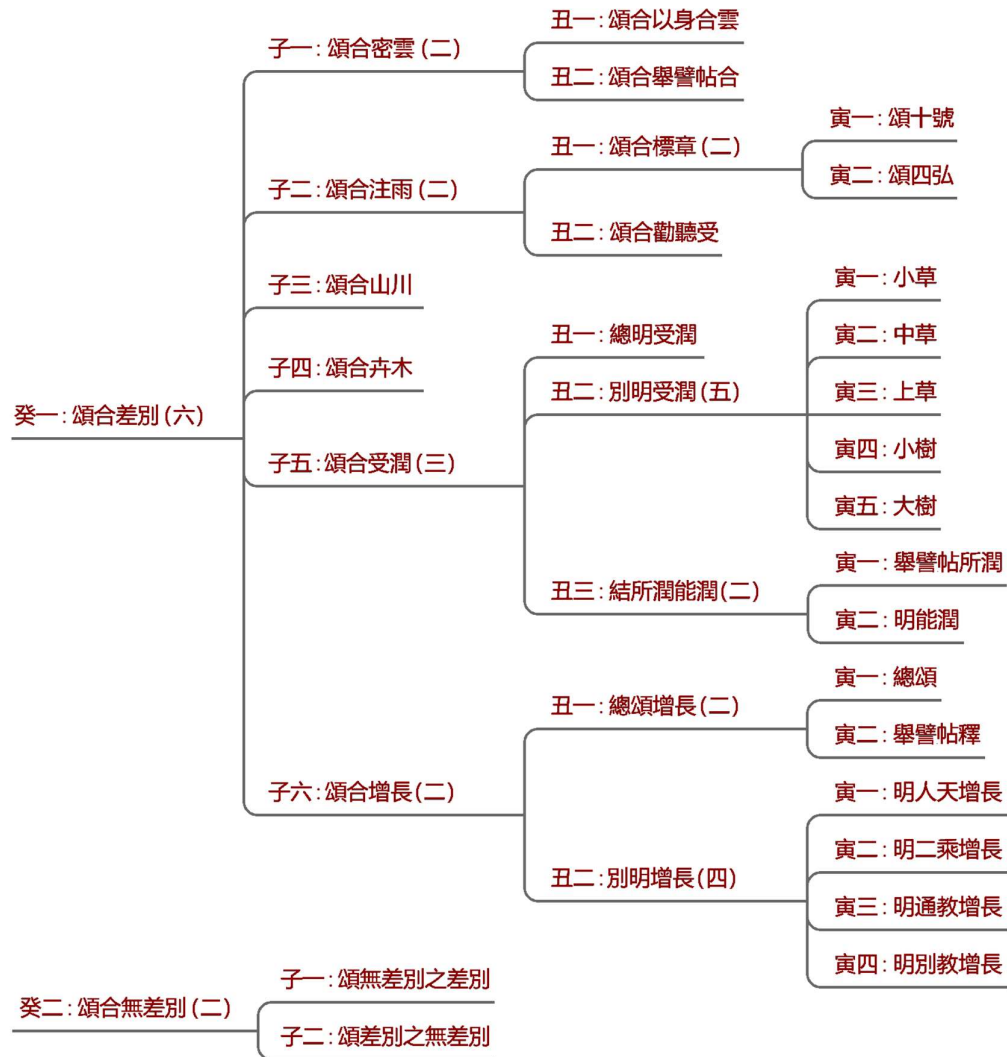 癸一:頌合差別(六)
子一:頌合密雲(二)
丑一:頌合以身合雲
丑二:頌合舉譬帖合
子二:頌合注雨(二)
丑一:頌合標章(二)
寅一:頌十號
寅二:頌四弘
丑二:頌合勸聽受
子三:頌合山川
子四:頌合卉木
子五:頌合受潤(三)
丑一:總明受潤
丑二:別明受潤(五)
寅一:小草
寅二:中草
寅三:上草
寅四:小樹
寅五:大樹
丑三:結所潤能潤(二)
寅一:舉譬帖所潤
寅二:明能潤
子六:頌合增長(二)
丑一:總頌增長(二)
寅一:總頌
寅二:舉譬帖釋
丑二:別明增長(四)
寅一:明人天增長
寅二:明二乘增長
寅三:明通教增長
寅四:明別教增長
癸二:頌合無差別(二)
子一:頌無差別之差別
子二:頌差別之無差別